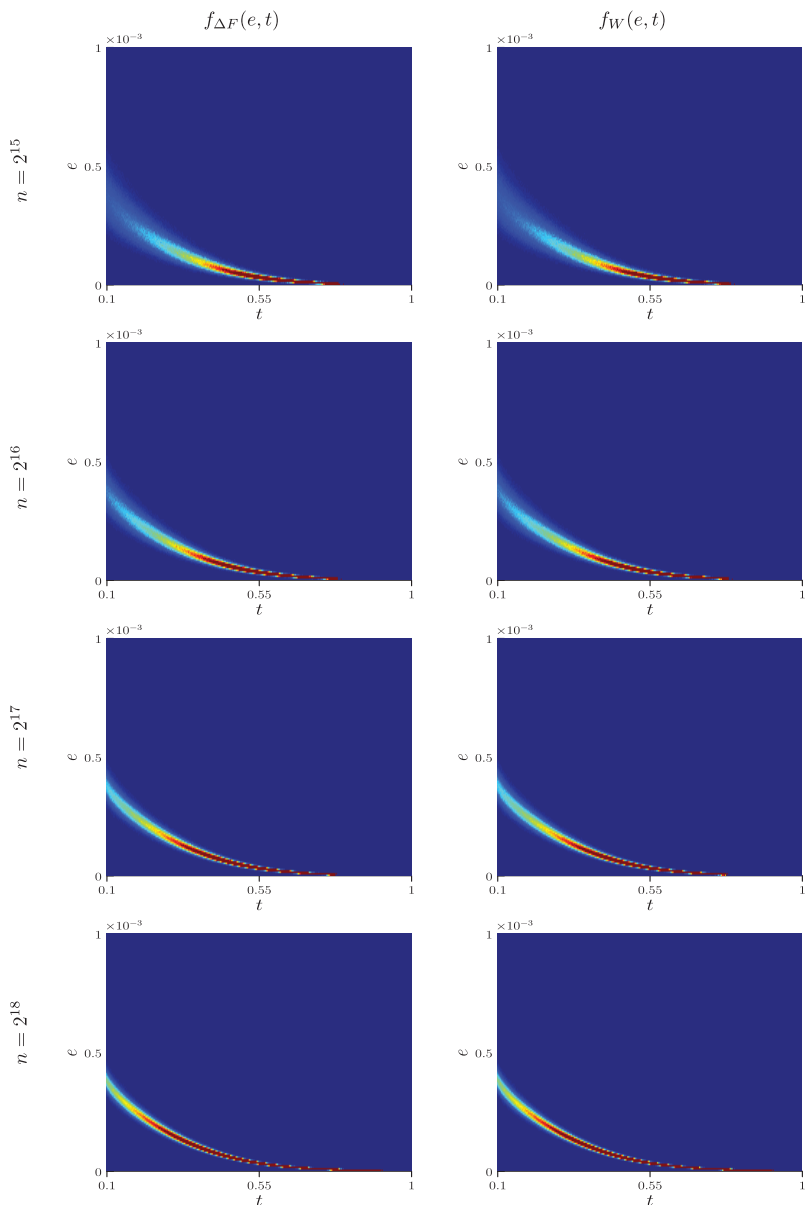 f_{ΔF}(e, t) f_W(e, t)
n = 2^{15}
×10^{-3} ×10^{-3}
1 1
e 0.5 e 0.5
0 0
0.1 0.55 1 0.1 0.55 1
t t
n = 2^{16}
×10^{-3} ×10^{-3}
1 1
e 0.5 e 0.5
0 0
0.1 0.55 1 0.1 0.55 1
t t
n = 2^{17}
×10^{-3} ×10^{-3}
1 1
e 0.5 e 0.5
0 0
0.1 0.55 1 0.1 0.55 1
t t
n = 2^{18}
×10^{-3} ×10^{-3}
1 1
e 0.5 e 0.5
0 0
0.1 0.55 1 0.1 0.55 1
t t